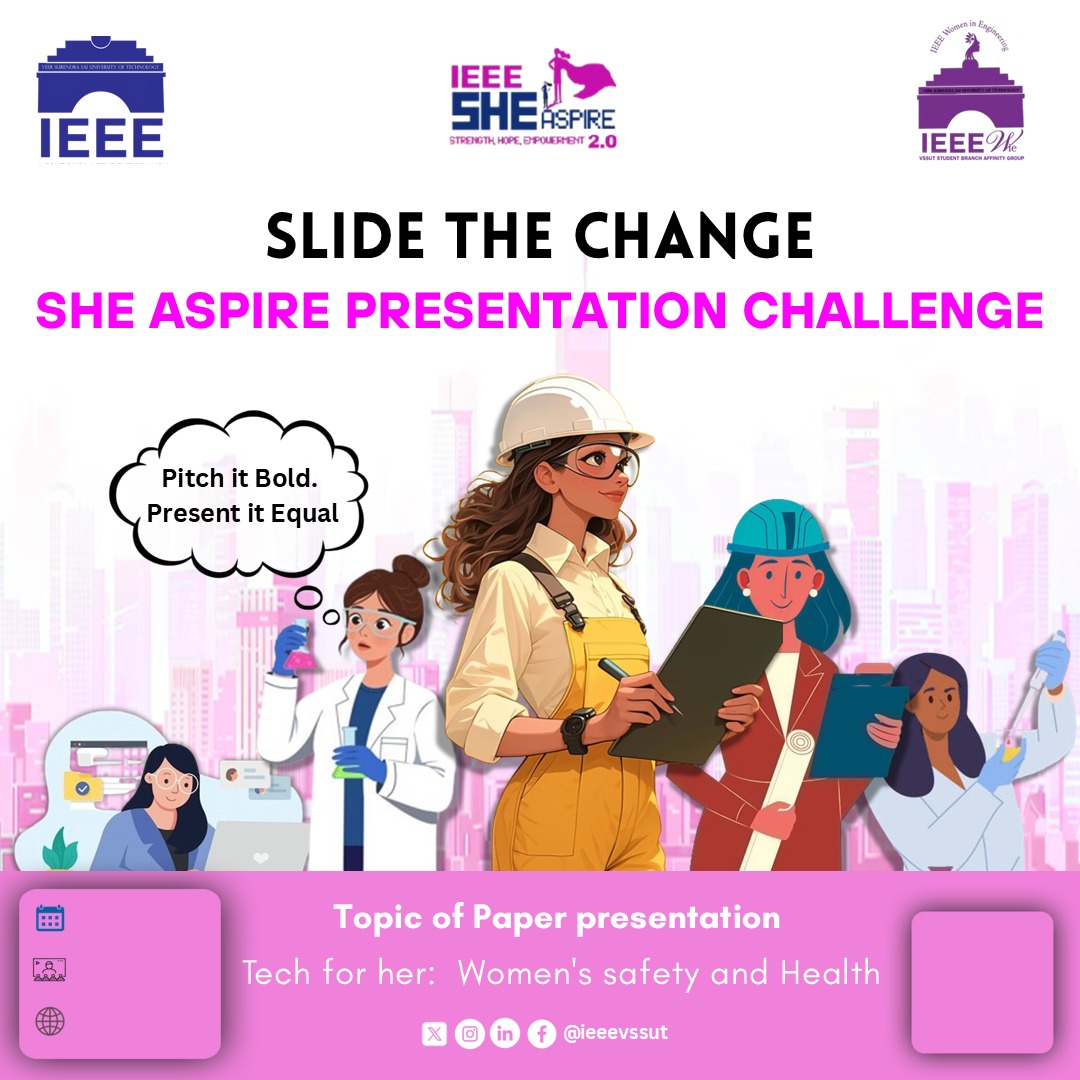 VEER SURENDRA SAI UNIVERSITY OF TECHNOLOGY
IEEE
IEEE
SHE ASPIRE
STRENGTH, HOPE, EMPOWERMENT 2.0
IEEE Women in Engineering
VEER SURENDRA SAI UNIVERSITY OF TECHNOLOGY
IEEE WIe
VSSUT STUDENT BRANCH AFFINITY GROUP
SLIDE THE CHANGE
SHE ASPIRE PRESENTATION CHALLENGE
Pitch it Bold.
Present it Equal
Topic of Paper presentation
Tech for her: Women's safety and Health
@ieeevssut